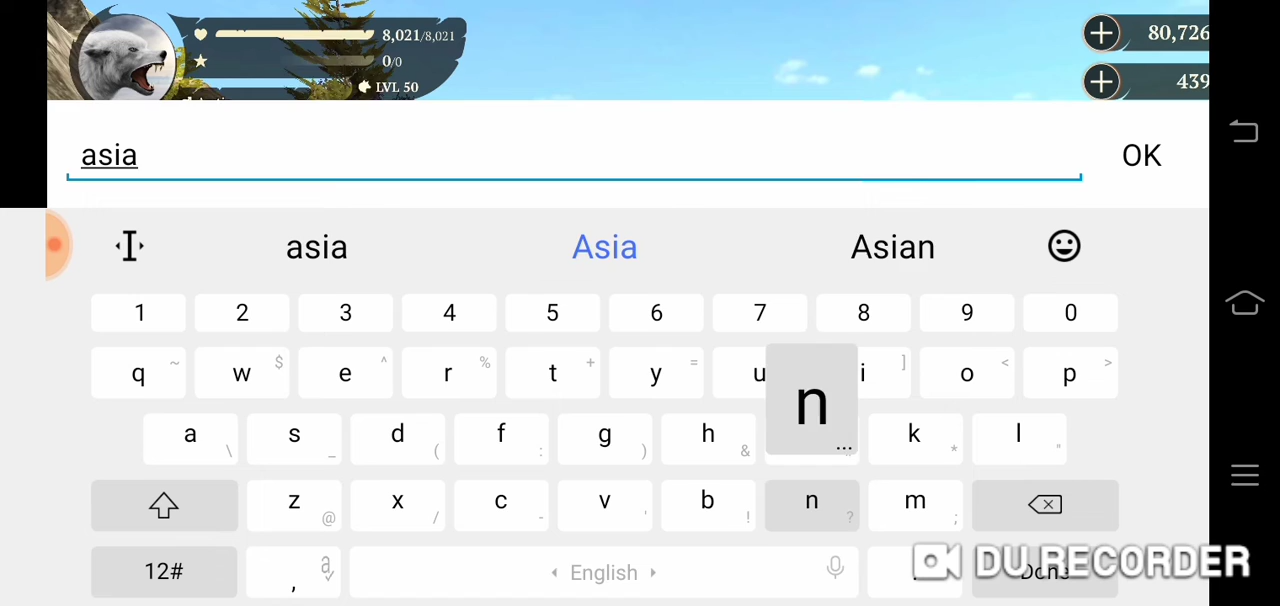 8,021/8,021
80,726
0/0
LVL 50
439
asia
OK
asia Asia Asian
1 2 3 4 5 6 7 8 9 0
q ~ w $ e ^ r % t + y = u i ] o < p >
n ...
a \ s _ d ( f : g ) h & k * l "
z @ x / c - v ' b ! n ? m ;
12# , English . Done
DU RECORDER